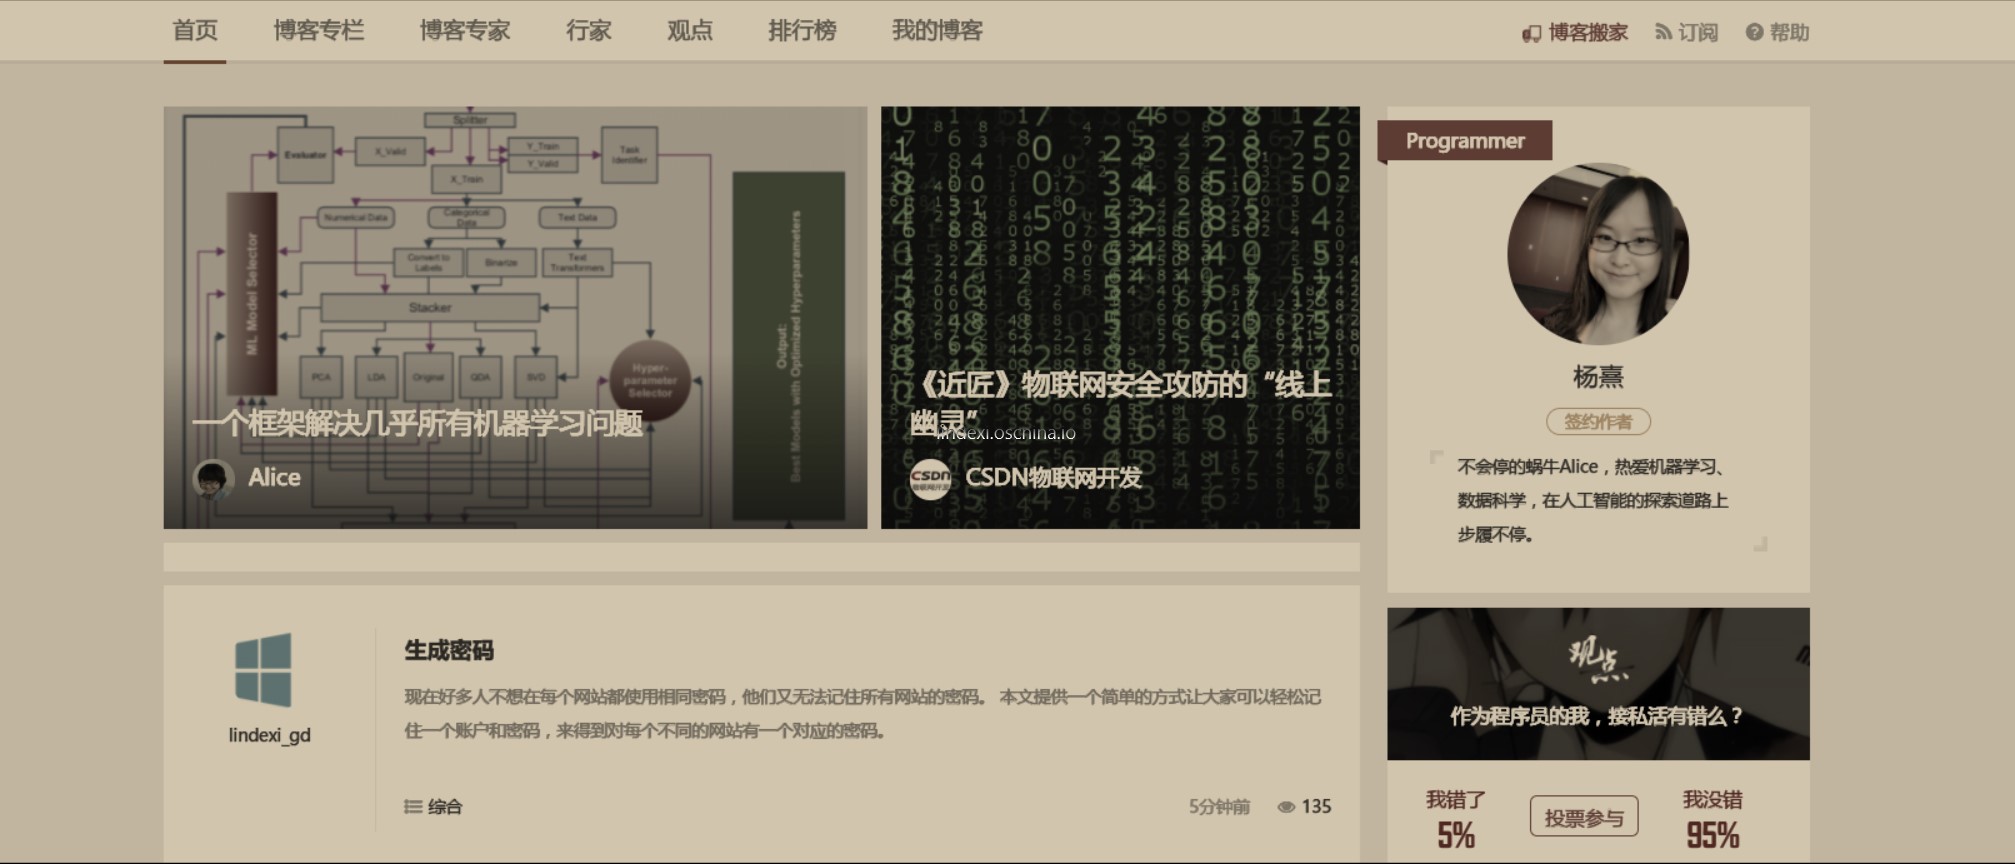 首页 博客专栏 博客专家 行家 观点 排行榜 我的博客 博客搬家 订阅 帮助
Splitter
Evaluator
X_Valid
Y_Train
Y_Valid
Task
Identifier
X_Train
Numerical Data
Categorical
Data
Text Data
Convert to
Labels
Binarize
Text
Transformers
ML Model Selector
Stacker
PCA
LDA
Original
GDA
SVD
Hyper-
parameter
Selector
Output:
Best Models with Optimized Hyperparameters
一个框架解决几乎所有机器学习问题
Alice
《近匠》物联网安全攻防的“线上
幽灵”
lindexi.oschina.io
CSDN
物联网开发
CSDN物联网开发
Programmer
杨熹
签约作者
不会停的蜗牛Alice，热爱机器学习、
数据科学，在人工智能的探索道路上
步履不停。
lindexi_gd
生成密码
现在好多人不想在每个网站都使用相同密码，他们又无法记住所有网站的密码。 本文提供一个简单的方式让大家可以轻松记
住一个账户和密码，来得到对每个不同的网站有一个对应的密码。
综合 5分钟前 135
观点
作为程序员的我，接私活有错么？
我错了 投票参与 我没错
5% 95%